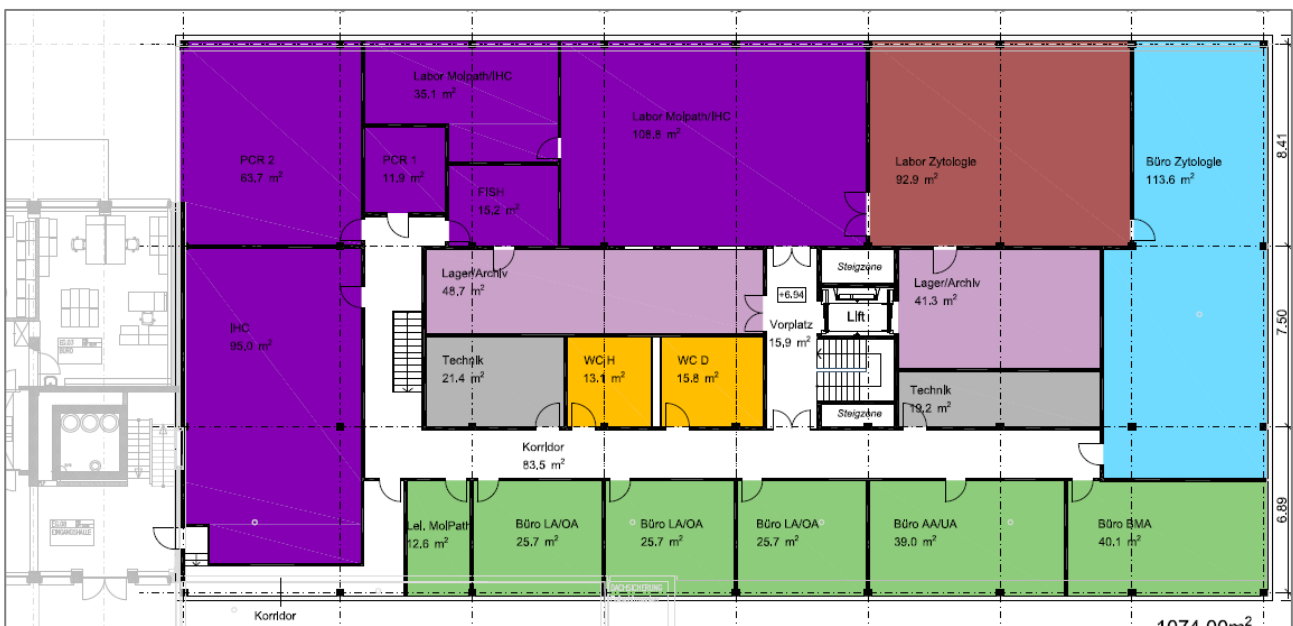 Labor Molpath/IHC
35,1 m²
Labor Molpath/IHC
108.8 m²
PCR 2
63,7 m²
PCR 1
11,9 m²
FISH
15,2 m²
Labor Zytologie
92.9 m²
Büro Zytologie
113.6 m²
8.41
Lager/Archiv
48,7 m²
Steigzone
+6.94
Vorplatz
15,9 m²
Lift
Lager/Archiv
41.3 m²
7.50
IHC
95,0 m²
Technik
21.4 m²
WC H
13.1 m²
WC D
15.8 m²
Steigzone
Technik
19,2 m²
Korridor
83,5 m²
Lei. MolPath
12,6 m²
Büro LA/OA
25.7 m²
Büro LA/OA
25.7 m²
Büro LA/OA
25.7 m²
Büro AA/UA
39.0 m²
Büro BMA
40.1 m²
6.89
EINGANGSHALLE
BÜRO
DACHSICHERUNG
Korridor
1074,00m²